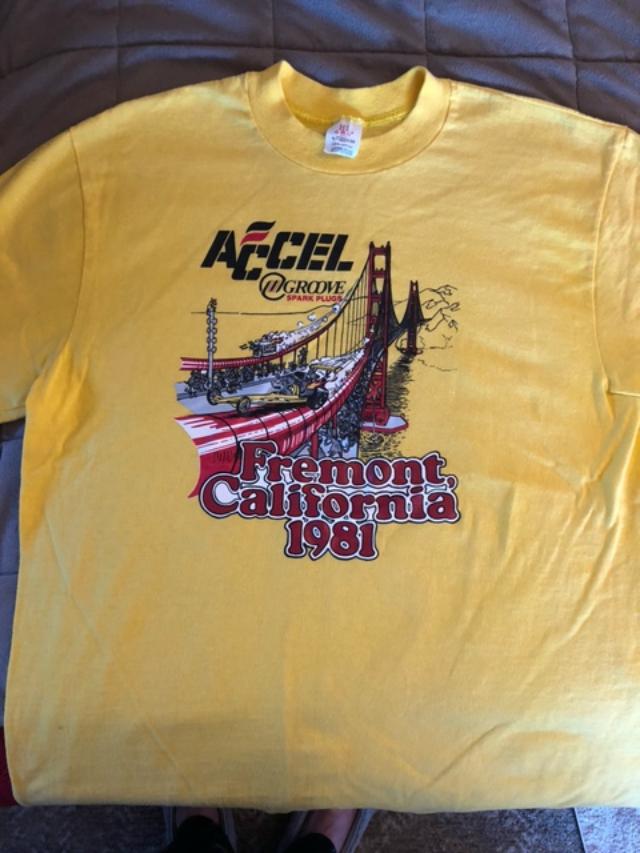 ACCEL
U GROOVE
SPARK PLUGS
Fremont,
California
1981